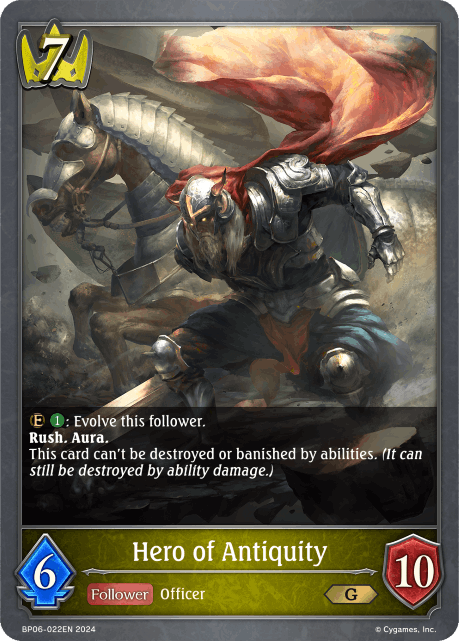 7
E 1: Evolve this follower.
Rush. Aura.
This card can't be destroyed or banished by abilities. (It can
still be destroyed by ability damage.)
Hero of Antiquity
6
Follower Officer
G
10
BP06-022EN 2024
© Cygames, Inc.